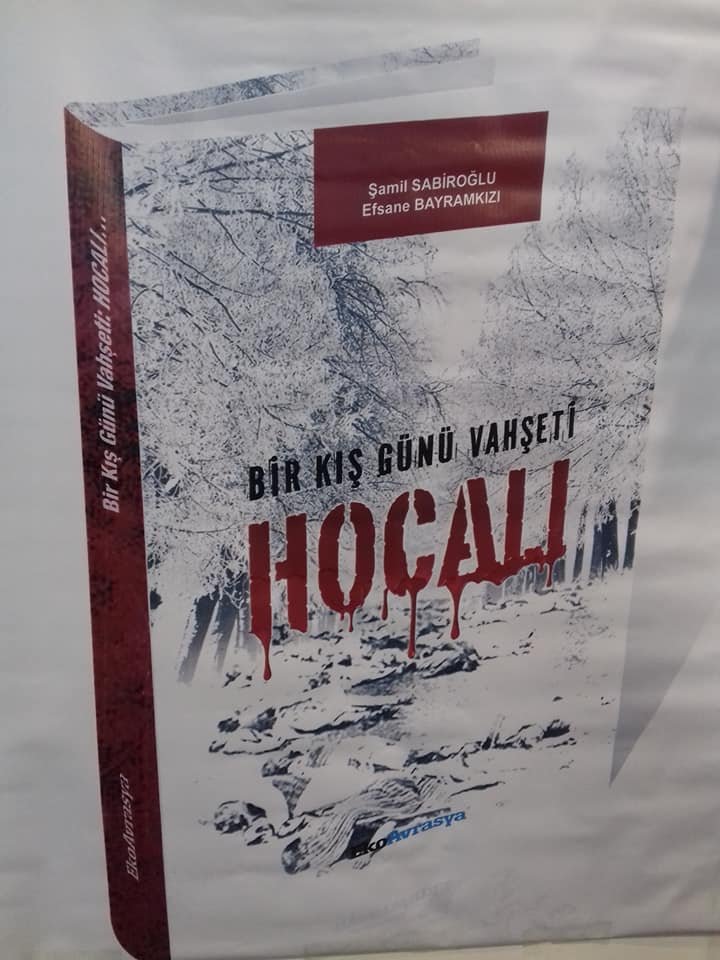 Şamil SABİROĞLU
Efsane BAYRAMKIZI
BİR KIŞ GÜNÜ VAHŞETİ
HOCALI
EkoAvrasya
Bir Kış Günü Vahşeti: HOCALI...
EkoAvrasya